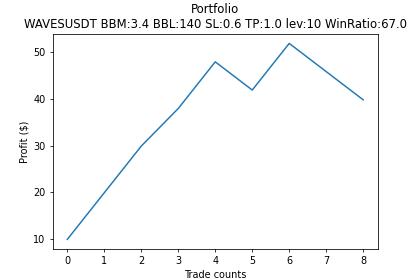 Portfolio
WAVESUSDT BBM:3.4 BBL:140 SL:0.6 TP:1.0 lev:10 WinRatio:67.0
50
40
30
20
10
Profit ($)
0 1 2 3 4 5 6 7 8
Trade counts